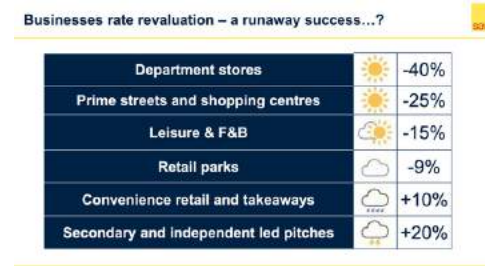 Businesses rate revaluation – a runaway success…?
Department stores -40%
Prime streets and shopping centres -25%
Leisure & F&B -15%
Retail parks -9%
Convenience retail and takeaways +10%
Secondary and independent led pitches +20%